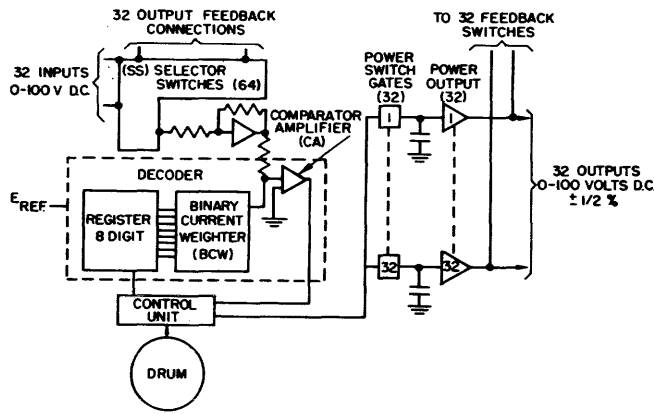 32 OUTPUT FEEDBACK
CONNECTIONS
TO 32 FEEDBACK
SWITCHES
32 INPUTS
0-100 V D.C.
(SS) SELECTOR
SWITCHES (64)
POWER
SWITCH
GATES
(32)
POWER
OUTPUT
(32)
COMPARATOR
AMPLIFIER
(CA)
1
1
DECODER
32 OUTPUTS
0-100 VOLTS D.C.
± 1/2 %
E REF.
REGISTER
8 DIGIT
BINARY
CURRENT
WEIGHTER
(BCW)
32
32
CONTROL
UNIT
DRUM